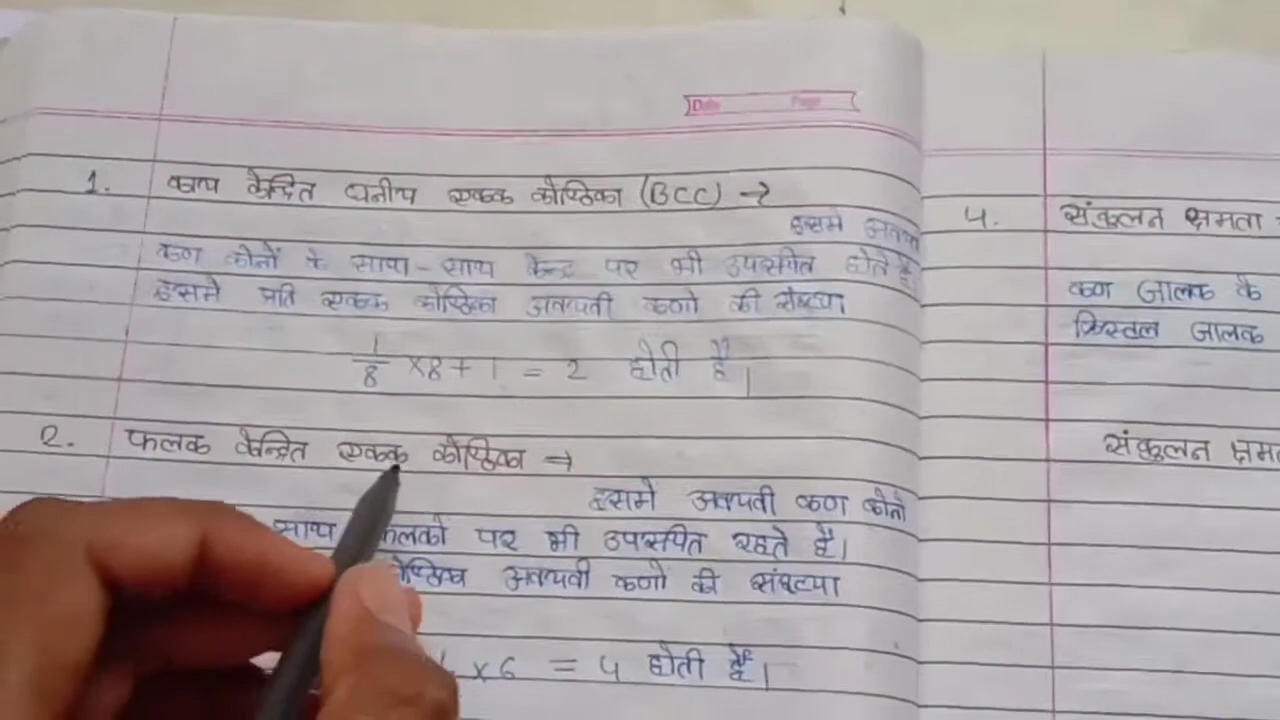 Date Page
1. काय केन्द्रित घनीय एकक कोष्ठिका (BCC) →
इसमे अवयवी
कण कोनों के साथ-साथ केन्द्र पर भी उपस्थित होते है
इसमे प्रति एकक कोष्ठिका अवयवी कणो की संख्या
1/8 ×8+1 = 2 होती है।
2. फलक केन्द्रित एकक कोष्ठिका →
इसमे अवयवी कण कोनो
साथ फलको पर भी उपस्थित रहते है।
कोष्ठिका अवयवी कणों की संख्या
×6 = 4 होती है।
4. संकुलन क्षमता
कण जालक के
क्रिस्टल जालक
संकुलन क्षमता